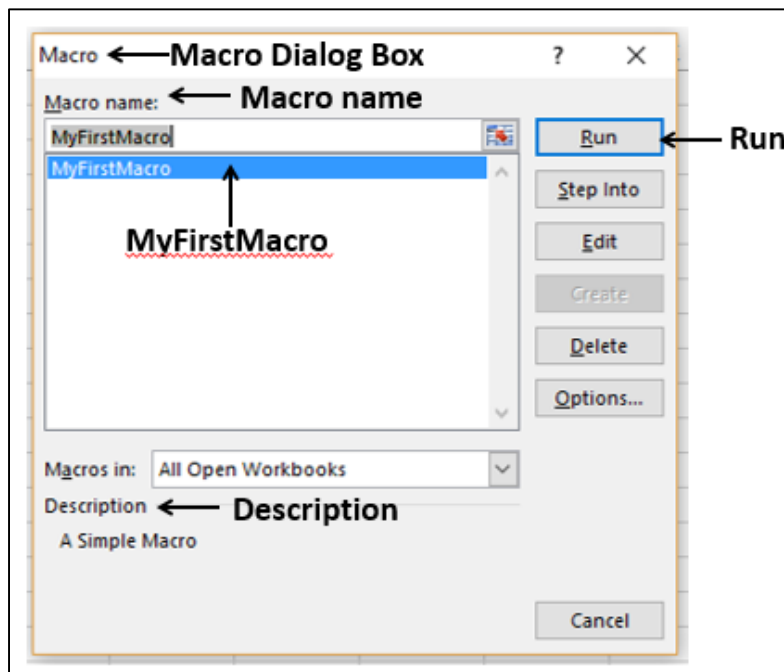 Macro Macro Dialog Box ? ×
Macro name: Macro name
MyFirstMacro Run Run
MyFirstMacro Step Into
MyFirstMacro Edit
Create
Delete
Options...
Macros in: All Open Workbooks
Description Description
A Simple Macro
Cancel